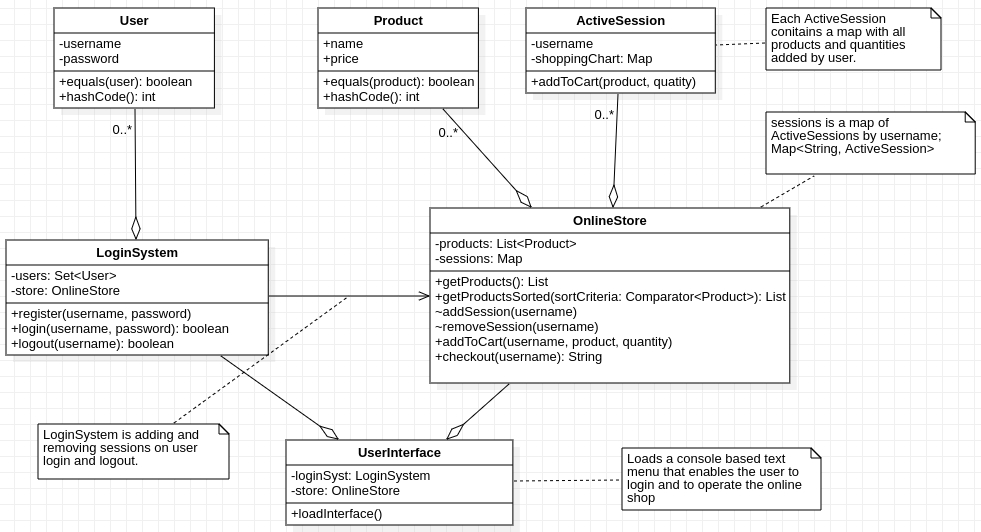 User
-username
-password
+equals(user): boolean
+hashCode(): int
Product
+name
+price
+equals(product): boolean
+hashCode(): int
ActiveSession
-username
-shoppingChart: Map
+addToCart(product, quatity)
Each ActiveSession
conitains a map with all
products and quantities
added by user.
0..*
0..*
0..*
sessions is a map of
ActiveSessions by username;
Map<String, ActiveSession>
LoginSystem
-users: Set<User>
-store: OnlineStore
+register(username, password)
+login(username, password): boolean
+logout(username): boolean
OnlineStore
-products: List<Product>
-sessions: Map
+getProducts(): List
+getProductsSorted(sortCriteria: Comparator<Product>): List
~addSession(username)
~removeSession(username)
+addToCart(username, product, quantity)
+checkout(username): String
LoginSystem is adding and
removing sessions on user
login and logout.
UserInterface
-loginSyst: LoginSystem
-store: OnlineStore
+loadInterface()
Loads a console based text
menu that enables the user to
login and to operate the online
shop